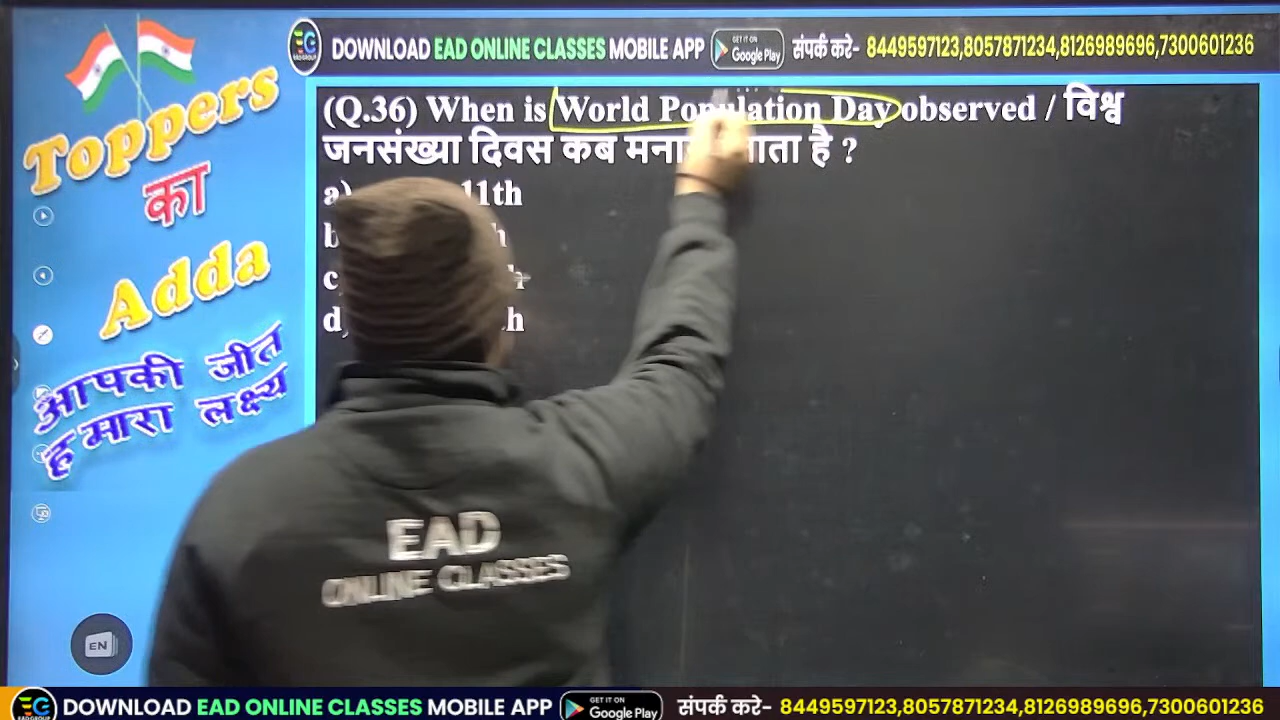 DOWNLOAD EAD ONLINE CLASSES MOBILE APP GET IT ON Google Play संपर्क करे- 8449597123,8057871234,8126989696,7300601236
Toppers
का
Adda
आपकी जीत
हमारा लक्ष्य
(Q.36) When is World Population Day observed / विश्व
जनसंख्या दिवस कब है ?
a) 11th
b
c
d)
EAD
ONLINE CLASSES
EN
DOWNLOAD EAD ONLINE CLASSES MOBILE APP GET IT ON Google Play संपर्क करे- 8449597123,8057871234,8126989696,7300601236